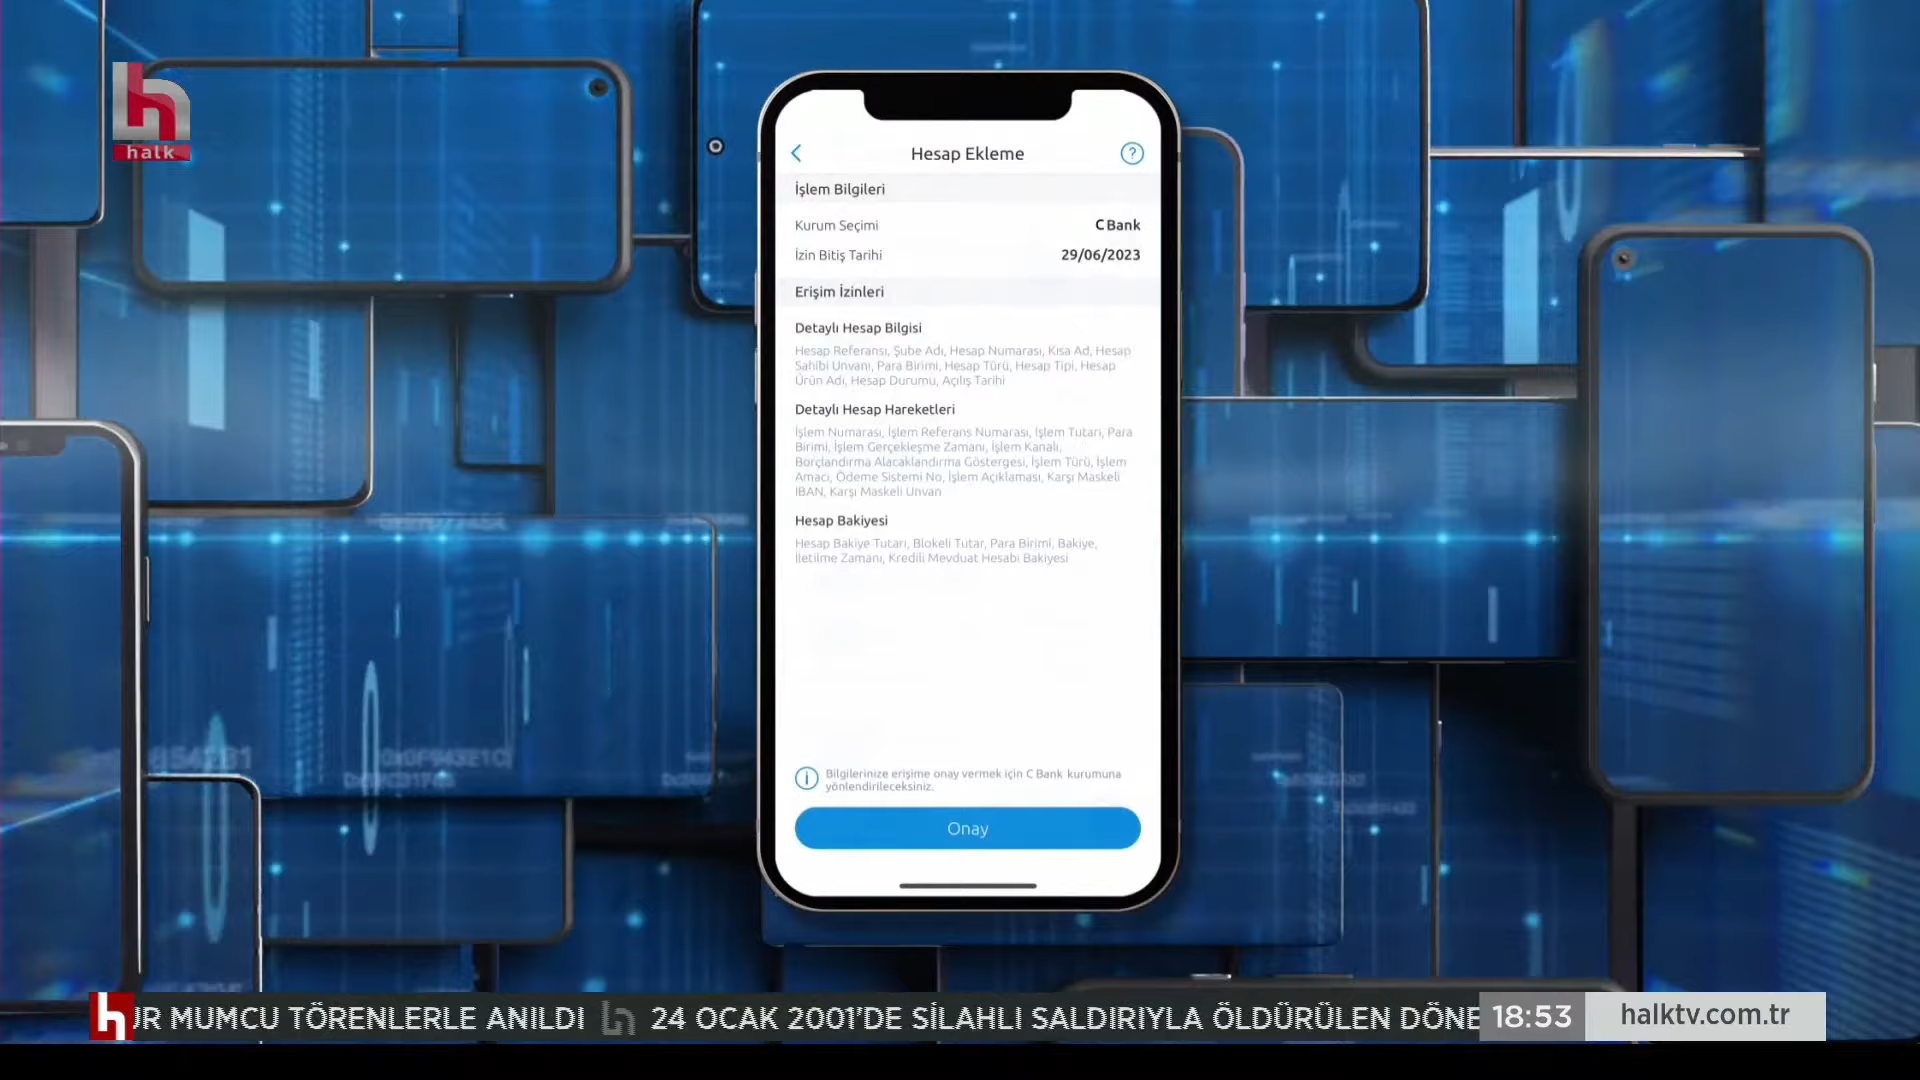 halk
Hesap Ekleme
?
İşlem Bilgileri
Kurum Seçimi
C Bank
İzin Bitiş Tarihi
29/06/2023
Erişim İzinleri
Detaylı Hesap Bilgisi
Hesap Referansı, Şube Adı, Hesap Numarası, Kısa Ad, Hesap
Sahibi Unvanı, Para Birimi, Hesap Türü, Hesap Tipi, Hesap
Ürün Adı, Hesap Durumu, Açılış Tarihi
Detaylı Hesap Hareketleri
İşlem Numarası, İşlem Referans Numarası, İşlem Tutarı, Para
Birimi, İşlem Gerçekleşme Zamanı, İşlem Kanalı,
Borçlandırma Alacaklandırma Göstergesi, İşlem Türü, İşlem
Amacı, Ödeme Sistemi No, İşlem Açıklaması, Karşı Maskeli
IBAN, Karşı Maskeli Unvan
Hesap Bakiyesi
Hesap Bakiye Tutarı, Blokeli Tutar, Para Birimi, Bakiye,
İletilme Zamanı, Kredili Mevduat Hesabı Bakiyesi
Bilgilerinize erişime onay vermek için C Bank kurumuna
yönlendirileceksiniz.
Onay
UR MUMCU TÖRENLERLE ANILDI
24 OCAK 2001'DE SİLAHLI SALDIRIYLA ÖLDÜRÜLEN DÖNE
18:53
halktv.com.tr